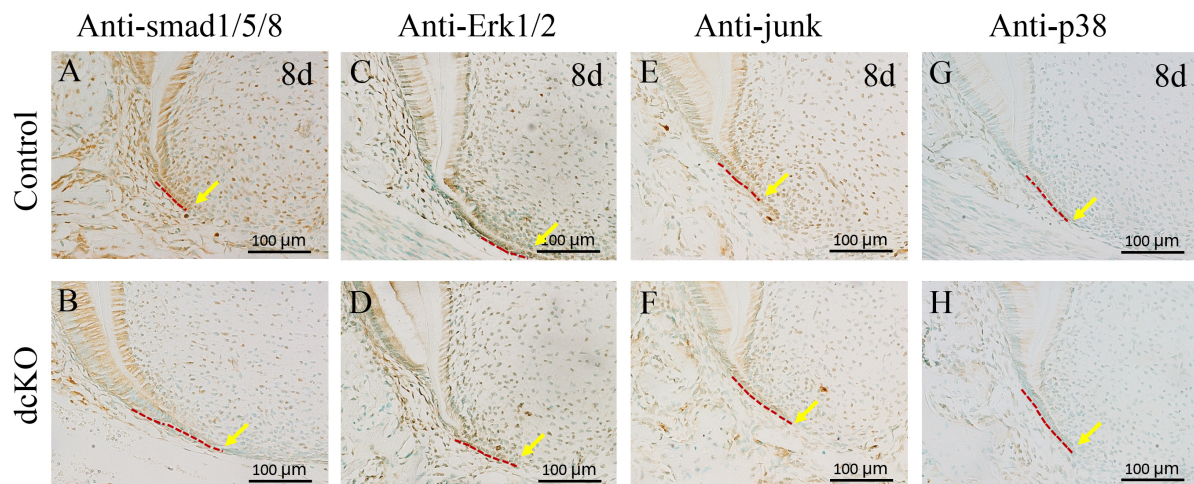 Anti-smad1/5/8 Anti-Erk1/2 Anti-junk Anti-p38
Control
A 8d
100 µm
C 8d
100 µm
E 8d
100 µm
G 8d
100 µm
dcKO
B
100 µm
D
100 µm
F
100 µm
H
100 µm